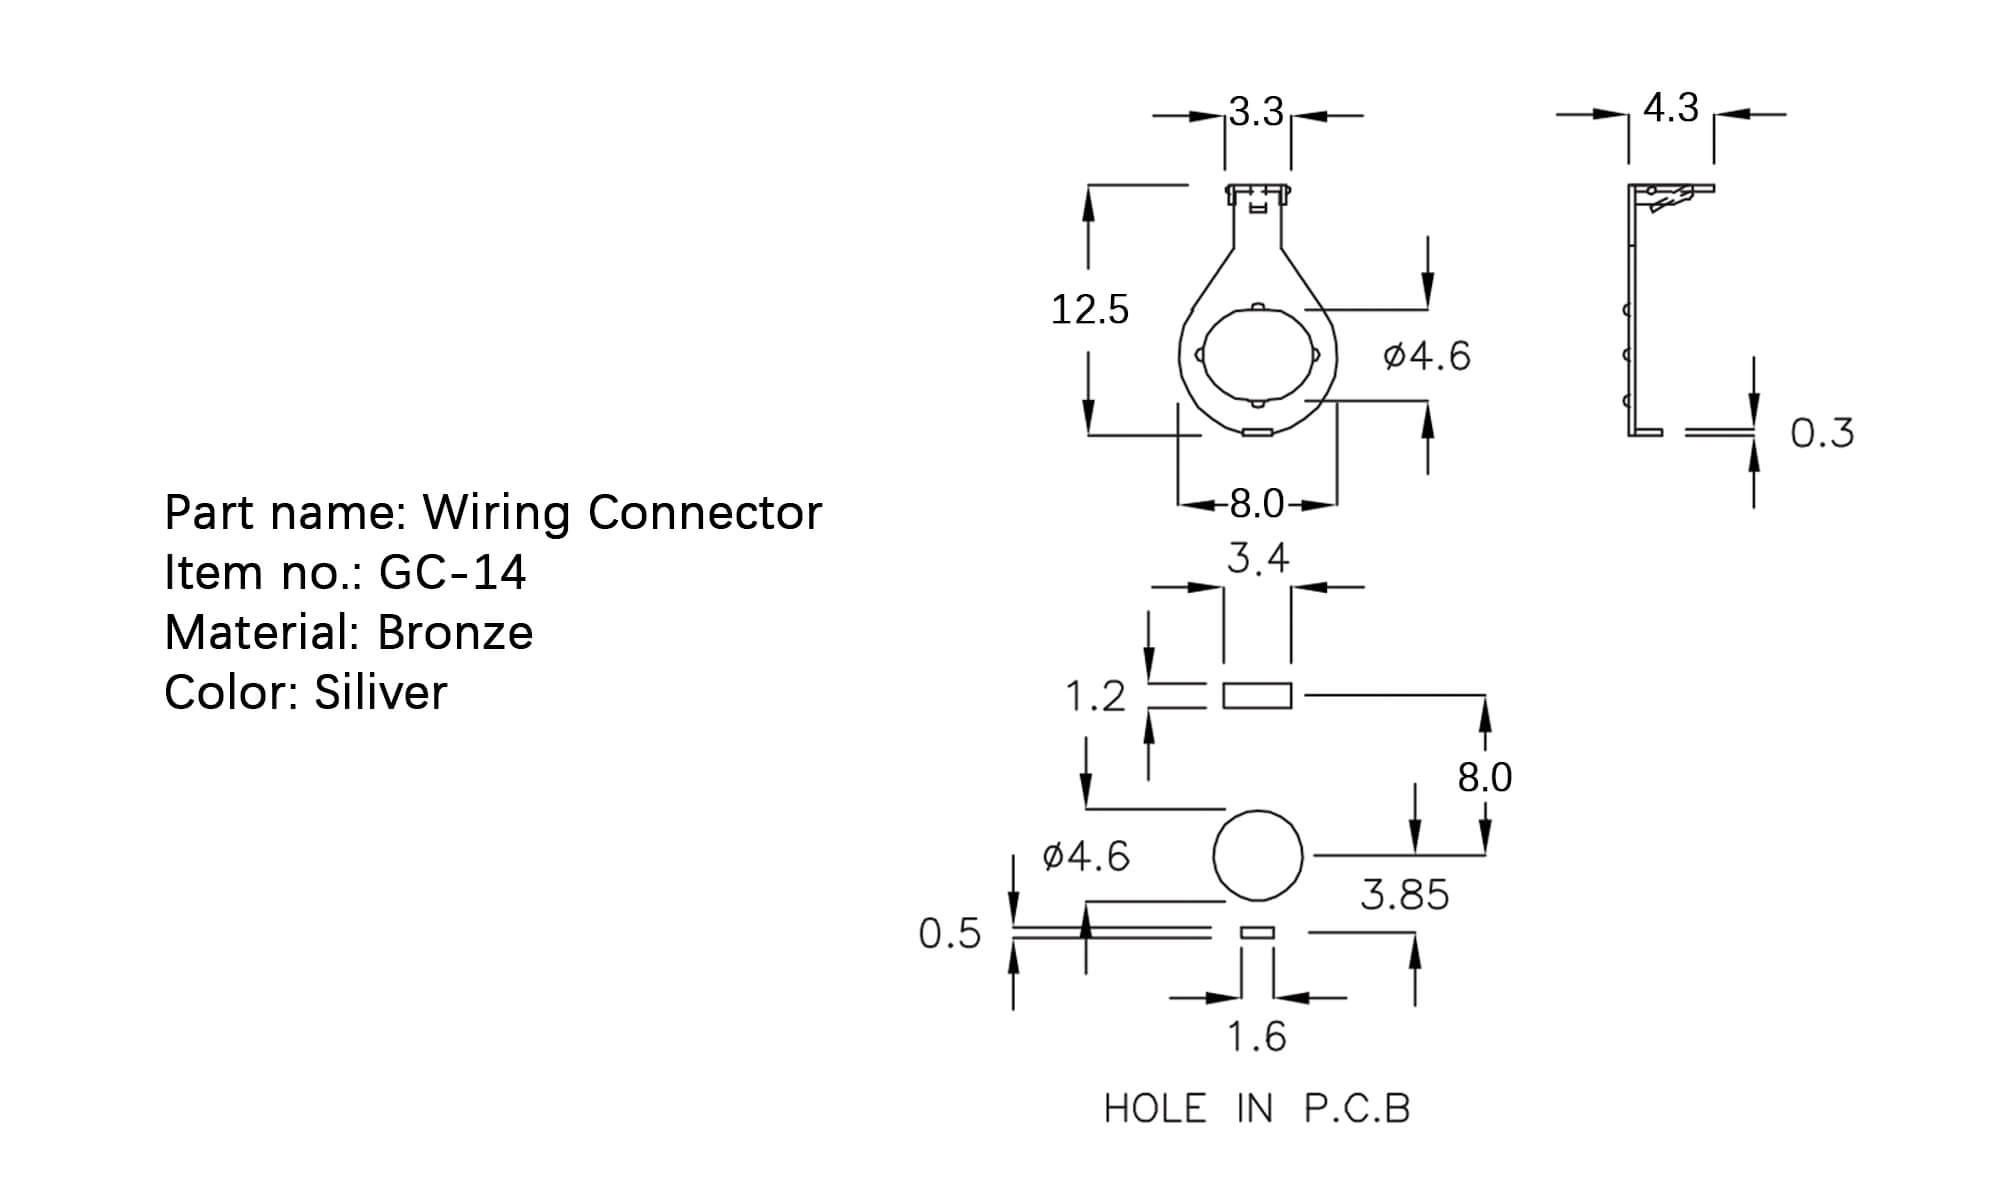 3.3
4.3
12.5
ø4.6
0.3
8.0
Part name: Wiring Connector
Item no.: GC-14
Material: Bronze
Color: Siliver
3.4
1.2
8.0
ø4.6
3.85
0.5
1.6
HOLE IN P.C.B